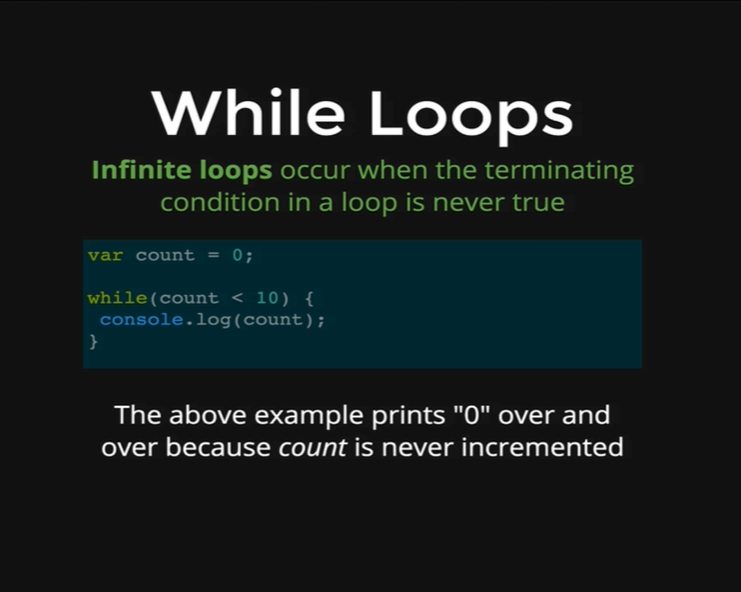 While Loops
Infinite loops occur when the terminating
condition in a loop is never true
var count = 0;
while(count < 10) {
console.log(count);
}
The above example prints "0" over and
over because count is never incremented